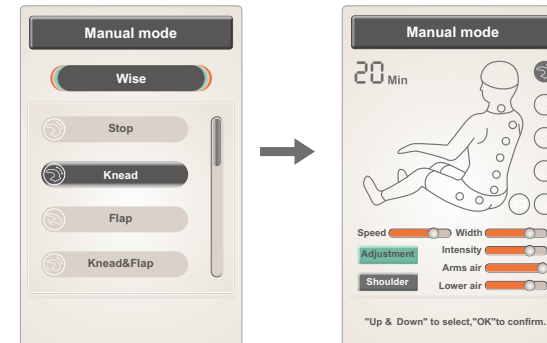 Manual mode
Wise
Stop
Knead
Flap
Knead&Flap
Manual mode
20 Min
Speed
Width
Adjustment
Intensity
Arms air
Shoulder
Lower air
"Up & Down" to select,"OK"to confirm.